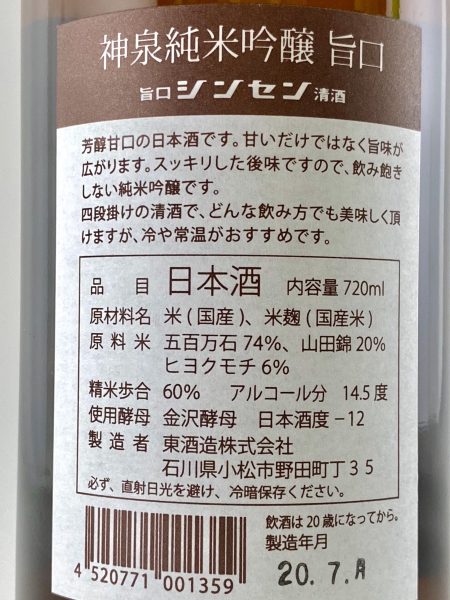 神泉純米吟醸 旨口
旨口 シンセン 清酒
芳醇甘口の日本酒です。甘いだけではなく旨味が
広がります。スッキリした後味ですので、飲み飽き
しない純米吟醸です。
四段掛けの清酒で、どんな飲み方でも美味しく頂
けますが、冷や常温がおすすめです。
品 目 日本酒 内容量 720ml
原材料名 米(国産)、米麹(国産米)
原料米 五百万石 74%、山田錦 20%
ヒヨクモチ 6%
精米歩合 60% アルコール分 14.5度
使用酵母 金沢酵母 日本酒度−12
製造者 東酒造株式会社
石川県小松市野田町丁35
必ず、直射日光を避け、冷暗保存ください。
飲酒は20歳になってから。
製造年月
4 520771 001359
20.7.月